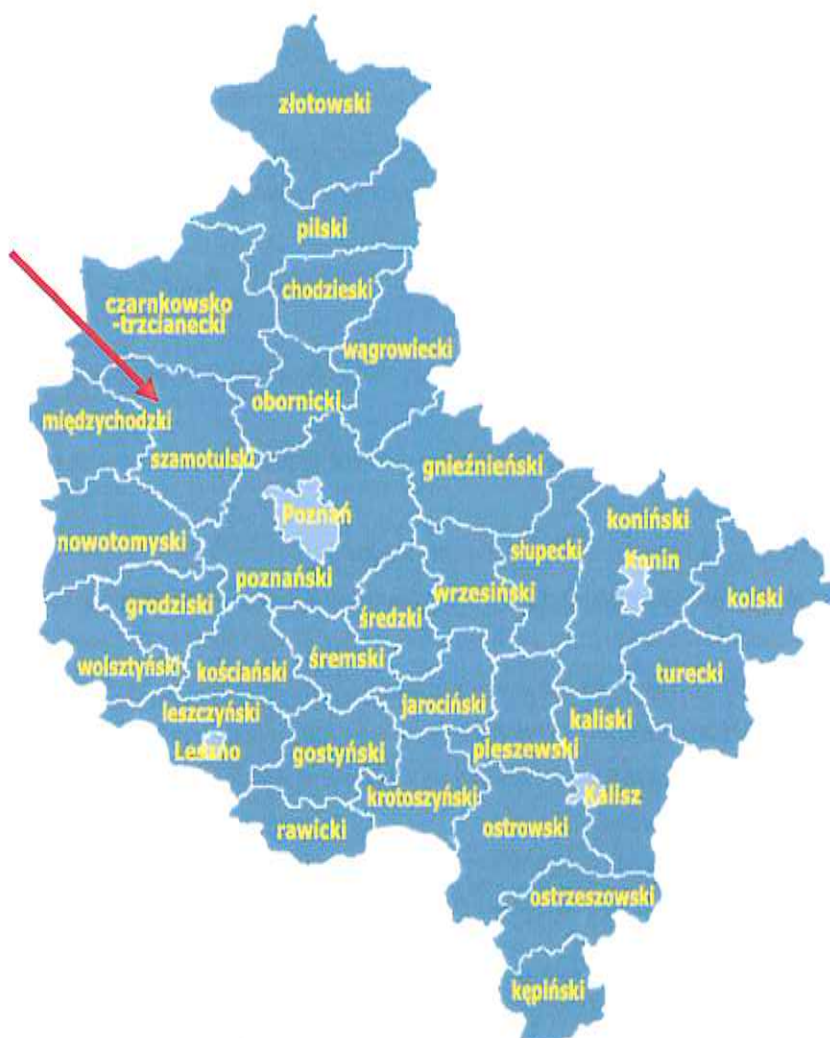 złotowski
pilski
chodzieski
czarnkowsko
-trzcianecki
wągrowiecki
obornicki
międzychodzki
szamotulski
gnieźnieński
Poznań
koniński
nowotomyski
słupecki
Konin
poznański
wrzesiński
kolski
grodziski
średzki
wolsztyński
kościański
śremski
turecki
leszczyński
jarociński
kaliski
Leszno
gostyński
pleszewski
krotoszyński
Kalisz
rawicki
ostrowski
ostrzeszowski
kępiński